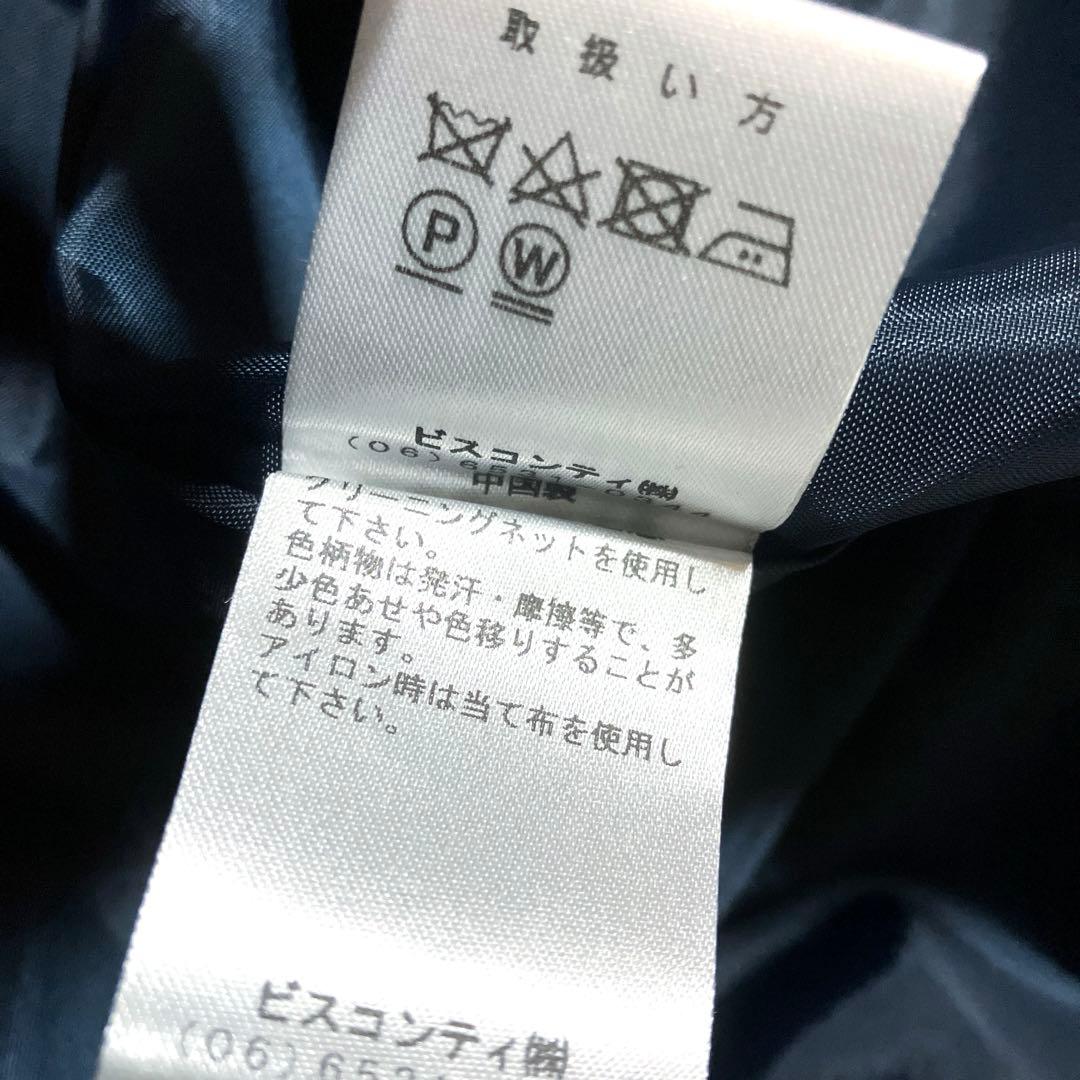 取扱い方
P W
ビスコンティ㈱
(06)65
中国製
クリーニングネットを使用し
て下さい。
色柄物は発汗・摩擦等で、多
少色あせや色移りすることが
あります。
アイロン時は当て布を使用し
て下さい。
ビスコンティ㈱
(06)652